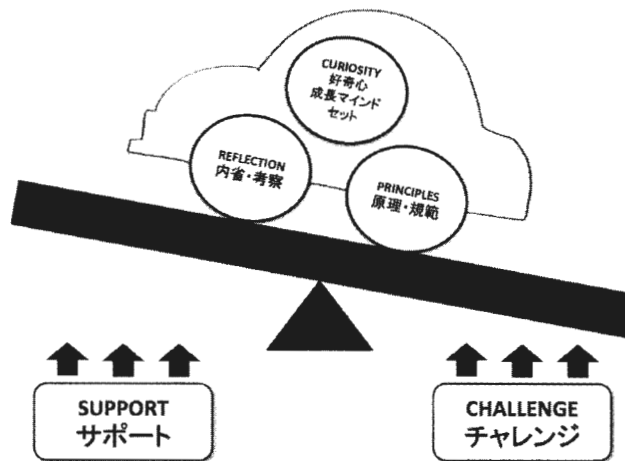 CURIOSITY
好奇心
成長マインド
セット
REFLECTION
内省・考察
PRINCIPLES
原理・規範
SUPPORT
サポート
CHALLENGE
チャレンジ